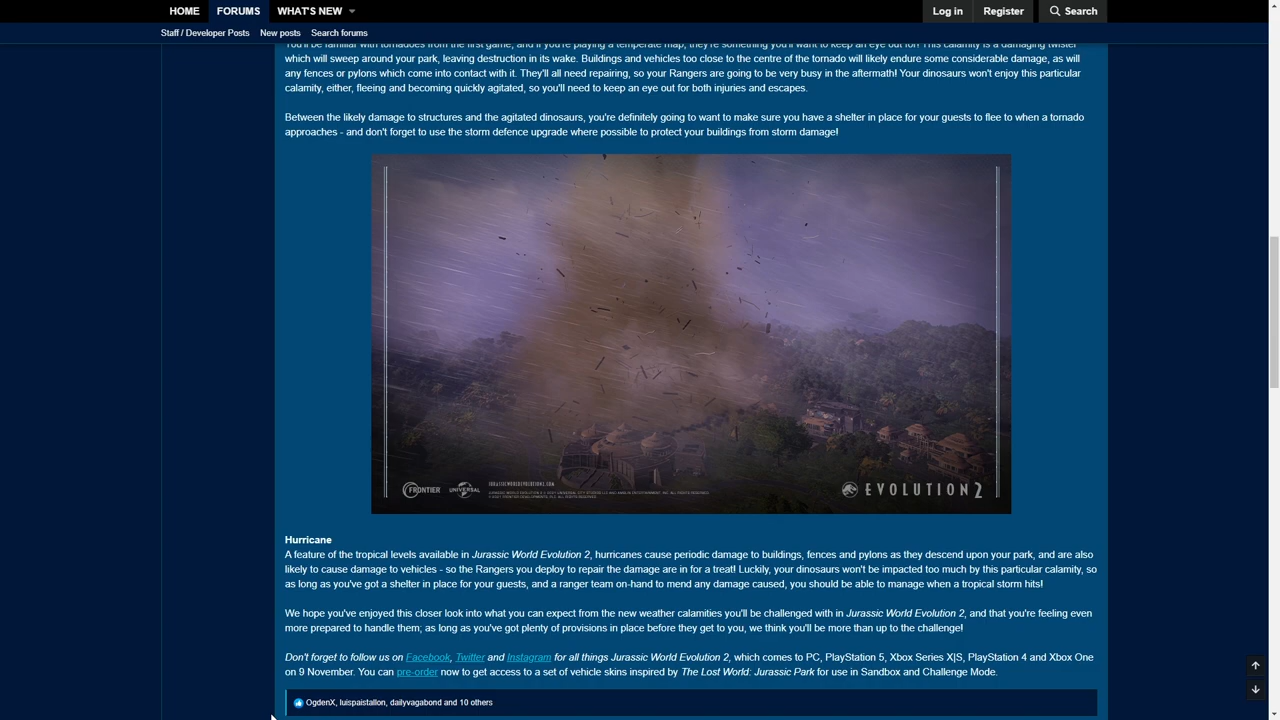 HOME FORUMS WHAT'S NEW Log in Register Search
Staff / Developer Posts New posts Search forums
You'll be familiar with tornadoes from the first game, and if you're playing a temperate map, they're something you'll want to keep an eye out for! This calamity is a damaging twister
which will sweep around your park, leaving destruction in its wake. Buildings and vehicles too close to the centre of the tornado will likely endure some considerable damage, as will
any fences or pylons which come into contact with it. They'll all need repairing, so your Rangers are going to be very busy in the aftermath! Your dinosaurs won't enjoy this particular
calamity, either, fleeing and becoming quickly agitated, so you'll need to keep an eye out for both injuries and escapes.
Between the likely damage to structures and the agitated dinosaurs, you're definitely going to want to make sure you have a shelter in place for your guests to flee to when a tornado
approaches - and don't forget to use the storm defence upgrade where possible to protect your buildings from storm damage!
FRONTIER UNIVERSAL JURASSICWORLDEVOLUTION2.COM EVOLUTION 2
Hurricane
A feature of the tropical levels available in Jurassic World Evolution 2, hurricanes cause periodic damage to buildings, fences and pylons as they descend upon your park, and are also
likely to cause damage to vehicles - so the Rangers you deploy to repair the damage are in for a treat! Luckily, your dinosaurs won't be impacted too much by this particular calamity, so
as long as you've got a shelter in place for your guests, and a ranger team on-hand to mend any damage caused, you should be able to manage when a tropical storm hits!
We hope you've enjoyed this closer look into what you can expect from the new weather calamities you'll be challenged with in Jurassic World Evolution 2, and that you're feeling even
more prepared to handle them; as long as you've got plenty of provisions in place before they get to you, we think you'll be more than up to the challenge!
Don't forget to follow us on Facebook, Twitter and Instagram for all things Jurassic World Evolution 2, which comes to PC, PlayStation 5, Xbox Series X|S, PlayStation 4 and Xbox One
on 9 November. You can pre-order now to get access to a set of vehicle skins inspired by The Lost World: Jurassic Park for use in Sandbox and Challenge Mode.
OgdenX, luispaistallon, dailyvagabond and 10 others